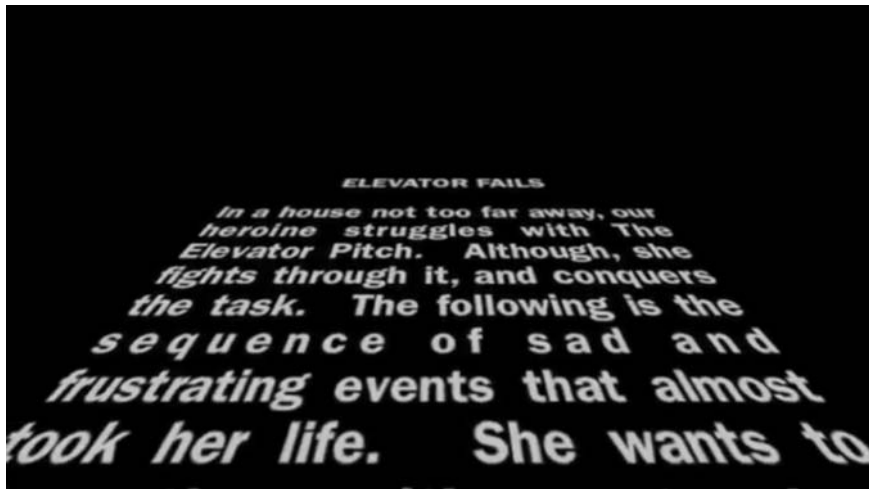 ELEVATOR FAILS
In a house not too far away, our
heroine struggles with The
Elevator Pitch. Although, she
fights through it, and conquers
the task. The following is the
sequence of sad and
frustrating events that almost
took her life. She wants to